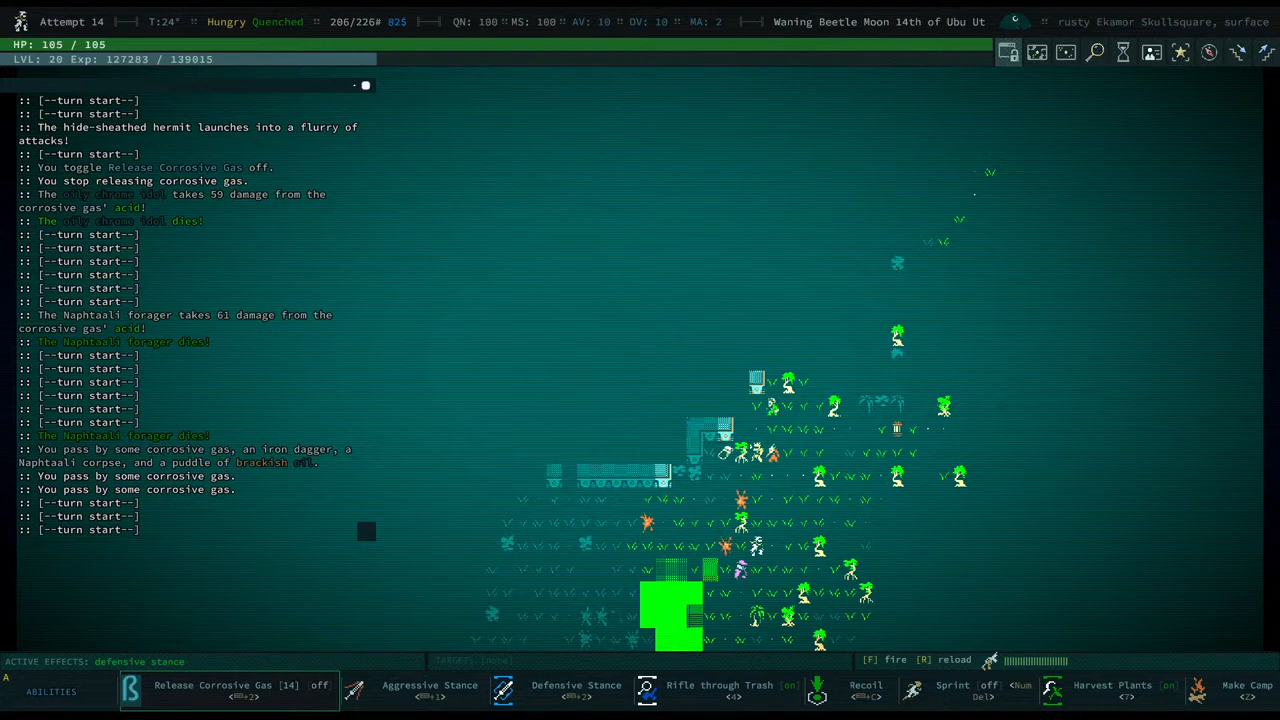 Attempt 14 T:24° Hungry Quenched 206/226# 82$ QN: 100 MS: 100 AV: 10 DV: 10 MA: 2 Waning Beetle Moon 14th of Ubu Ut rusty Ekamor Skullsquare, surface
HP: 105 / 105
LVL: 20 Exp: 127283 / 139015
:: [--turn start--]
:: [--turn start--]
:: The hide-sheathed hermit launches into a flurry of
attacks!
:: [--turn start--]
:: You toggle Release Corrosive Gas off.
:: You stop releasing corrosive gas.
:: The oily chrome idol takes 59 damage from the
corrosive gas' acid!
:: The oily chrome idol dies!
:: [--turn start--]
:: [--turn start--]
:: [--turn start--]
:: [--turn start--]
:: [--turn start--]
:: [--turn start--]
:: The Naphtaali forager takes 61 damage from the
corrosive gas' acid!
:: The Naphtaali forager dies!
:: [--turn start--]
:: [--turn start--]
:: [--turn start--]
:: [--turn start--]
:: [--turn start--]
:: [--turn start--]
:: The Naphtaali forager dies!
:: You pass by some corrosive gas, an iron dagger, a
Naphtaali corpse, and a puddle of brackish oil.
:: You pass by some corrosive gas.
:: You pass by some corrosive gas.
:: [--turn start--]
:: [--turn start--]
:: [--turn start--]
ACTIVE EFFECTS: defensive stance
TARGET: [none]
[F] fire [R] reload
A
ABILITIES
Release Corrosive Gas [14] off
+2>
Aggressive Stance
+1>
Defensive Stance
+2>
Rifle through Trash [on]
<4>
Recoil
+C>
Sprint [off] <Num
Del>
Harvest Plants [on]
<7>
Make Camp
<Z>